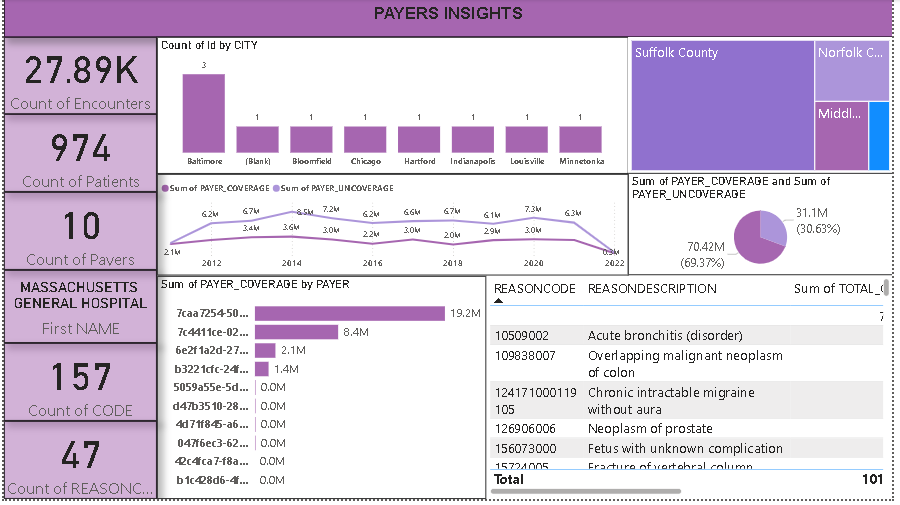 PAYERS INSIGHTS
27.89K
Count of Encounters
974
Count of Patients
10
Count of Payers
MASSACHUSETTS
GENERAL HOSPITAL
First NAME
157
Count of CODE
47
Count of REASONC...
Count of Id by CITY
3
1 1 1 1 1 1 1
Baltimore (Blank) Bloomfield Chicago Hartford Indianapolis Louisville Minnetonka
Suffolk County
Norfolk C...
Middl...
Sum of PAYER_COVERAGE Sum of PAYER_UNCOVERAGE
6.2M 6.7M 8.5M 7.2M 6.2M 6.6M 6.7M 6.1M 7.3M 6.3M
2.1M 3.4M 3.6M 3.0M 2.2M 3.0M 2.0M 2.9M 3.0M 0.3M
2012 2014 2016 2018 2020 2022
Sum of PAYER_COVERAGE and Sum of
PAYER_UNCOVERAGE
31.1M
(30.63%)
70.42M
(69.37%)
Sum of PAYER_COVERAGE by PAYER
7caa7254-50... 19.2M
7c4411ce-02... 8.4M
6e2f1a2d-27... 2.1M
b3221cfc-24f... 1.4M
5059a55e-5d... 0.0M
d47b3510-28... 0.0M
4d71f845-a6... 0.0M
047f6ec3-62... 0.0M
42c4fca7-f8a... 0.0M
b1c428d6-4f... 0.0M
REASONCODE REASONDESCRIPTION Sum of TOTAL_C
7
10509002 Acute bronchitis (disorder)
109838007 Overlapping malignant neoplasm
of colon
124171000119 Chronic intractable migraine
105 without aura
126906006 Neoplasm of prostate
156073000 Fetus with unknown complication
15724005 Fracture of vertebral column
Total 101